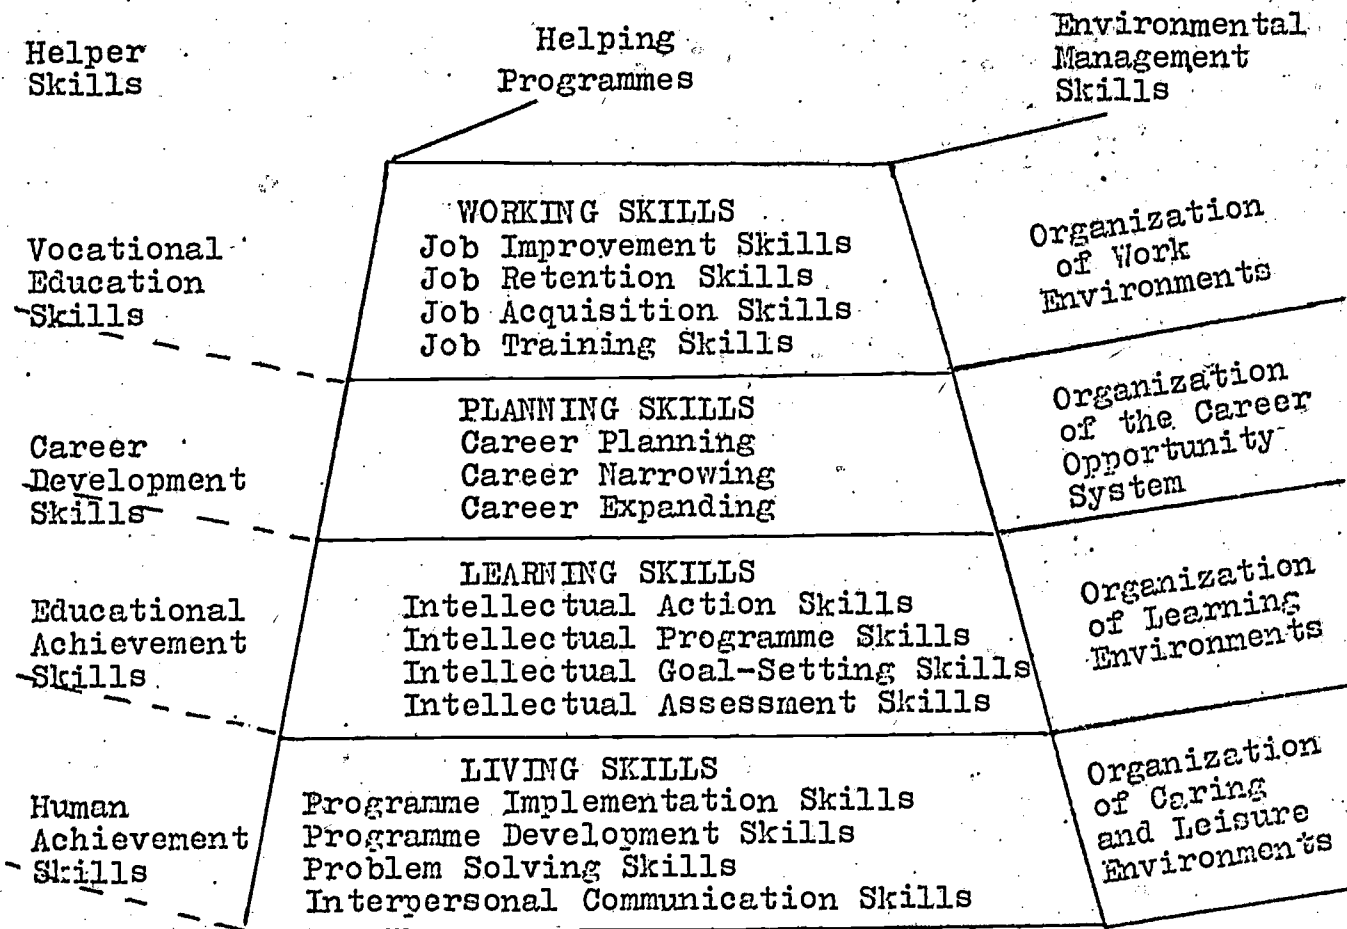 Helper
Skills
Helping
Programmes
Environmental
Management
Skills
Vocational
Education
Skills
WORKING SKILLS
Job Improvement Skills
Job Retention Skills
Job Acquisition Skills
Job Training Skills
Organization
of Work
Environments
Career
Development
Skills
PLANNING SKILLS
Career Planning
Career Narrowing
Career Expanding
Organization
of the Career
Opportunity
System
Educational
Achievement
Skills
LEARNING SKILLS
Intellectual Action Skills
Intellectual Programme Skills
Intellectual Goal-Setting Skills
Intellectual Assessment Skills
Organization
of Learning
Environments
Human
Achievement
Skills
LIVING SKILLS
Programme Implementation Skills
Programme Development Skills
Problem Solving Skills
Interpersonal Communication Skills
Organization
of Caring
and Leisure
Environments